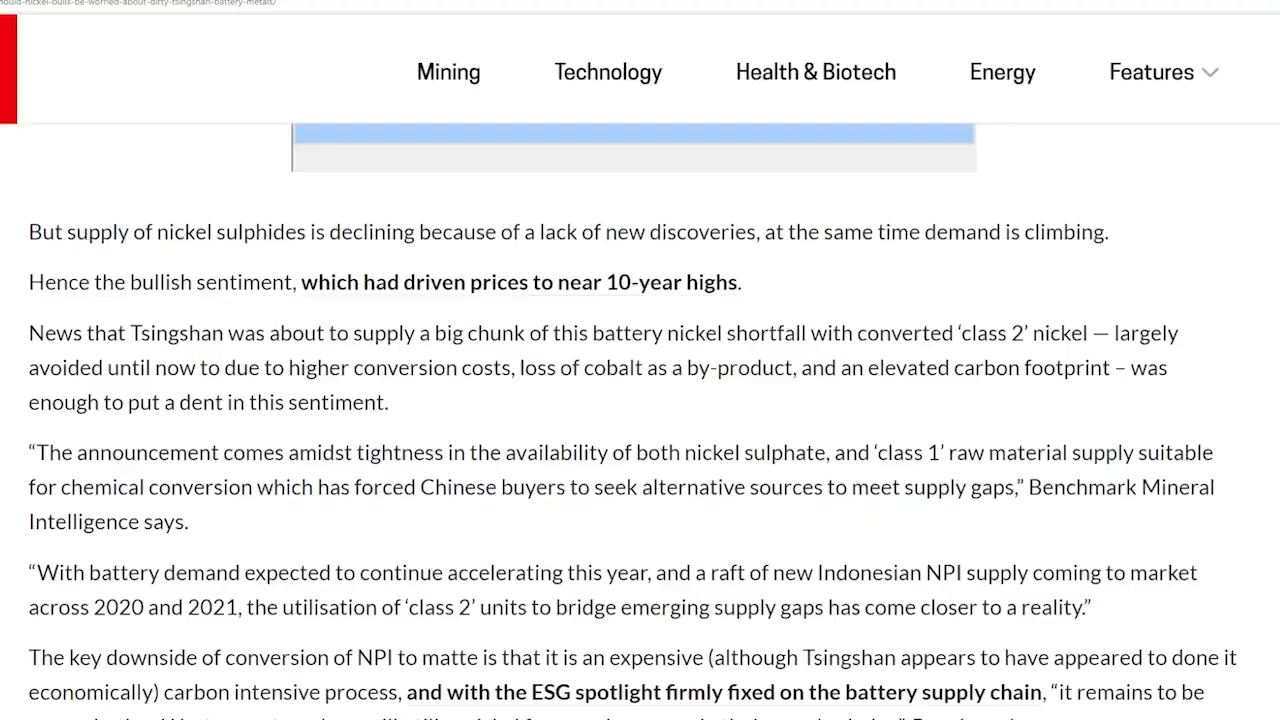 hould-nickel-bulls-be-worried-about-dirty-tsingshan-battery-metals/
Mining Technology Health & Biotech Energy Features
But supply of nickel sulphides is declining because of a lack of new discoveries, at the same time demand is climbing.
Hence the bullish sentiment, which had driven prices to near 10-year highs.
News that Tsingshan was about to supply a big chunk of this battery nickel shortfall with converted ‘class 2’ nickel — largely
avoided until now to due to higher conversion costs, loss of cobalt as a by-product, and an elevated carbon footprint – was
enough to put a dent in this sentiment.
“The announcement comes amidst tightness in the availability of both nickel sulphate, and ‘class 1’ raw material supply suitable
for chemical conversion which has forced Chinese buyers to seek alternative sources to meet supply gaps,” Benchmark Mineral
Intelligence says.
“With battery demand expected to continue accelerating this year, and a raft of new Indonesian NPI supply coming to market
across 2020 and 2021, the utilisation of ‘class 2’ units to bridge emerging supply gaps has come closer to a reality.”
The key downside of conversion of NPI to matte is that it is an expensive (although Tsingshan appears to have appeared to done it
economically) carbon intensive process, and with the ESG spotlight firmly fixed on the battery supply chain, “it remains to be